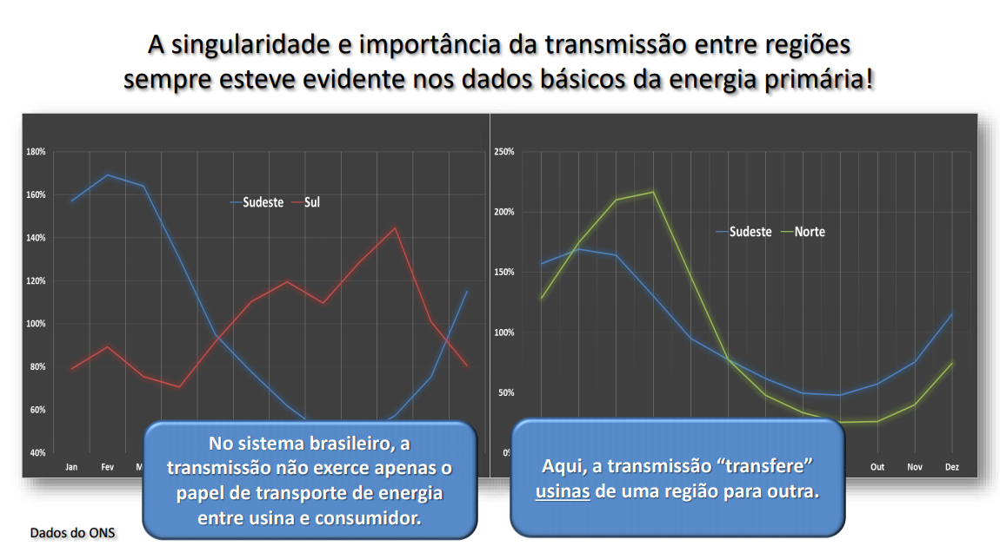 A singularidade e importância da transmissão entre regiões
sempre esteve evidente nos dados básicos da energia primária!
180%
160%
140%
120%
100%
80%
60%
40%
Sudeste Sul
Jan Fev
250%
200%
150%
100%
50%
Sudeste Norte
Out Nov Dez
No sistema brasileiro, a
transmissão não exerce apenas o
papel de transporte de energia
entre usina e consumidor.
Aqui, a transmissão “transfere”
usinas de uma região para outra.
Dados do ONS